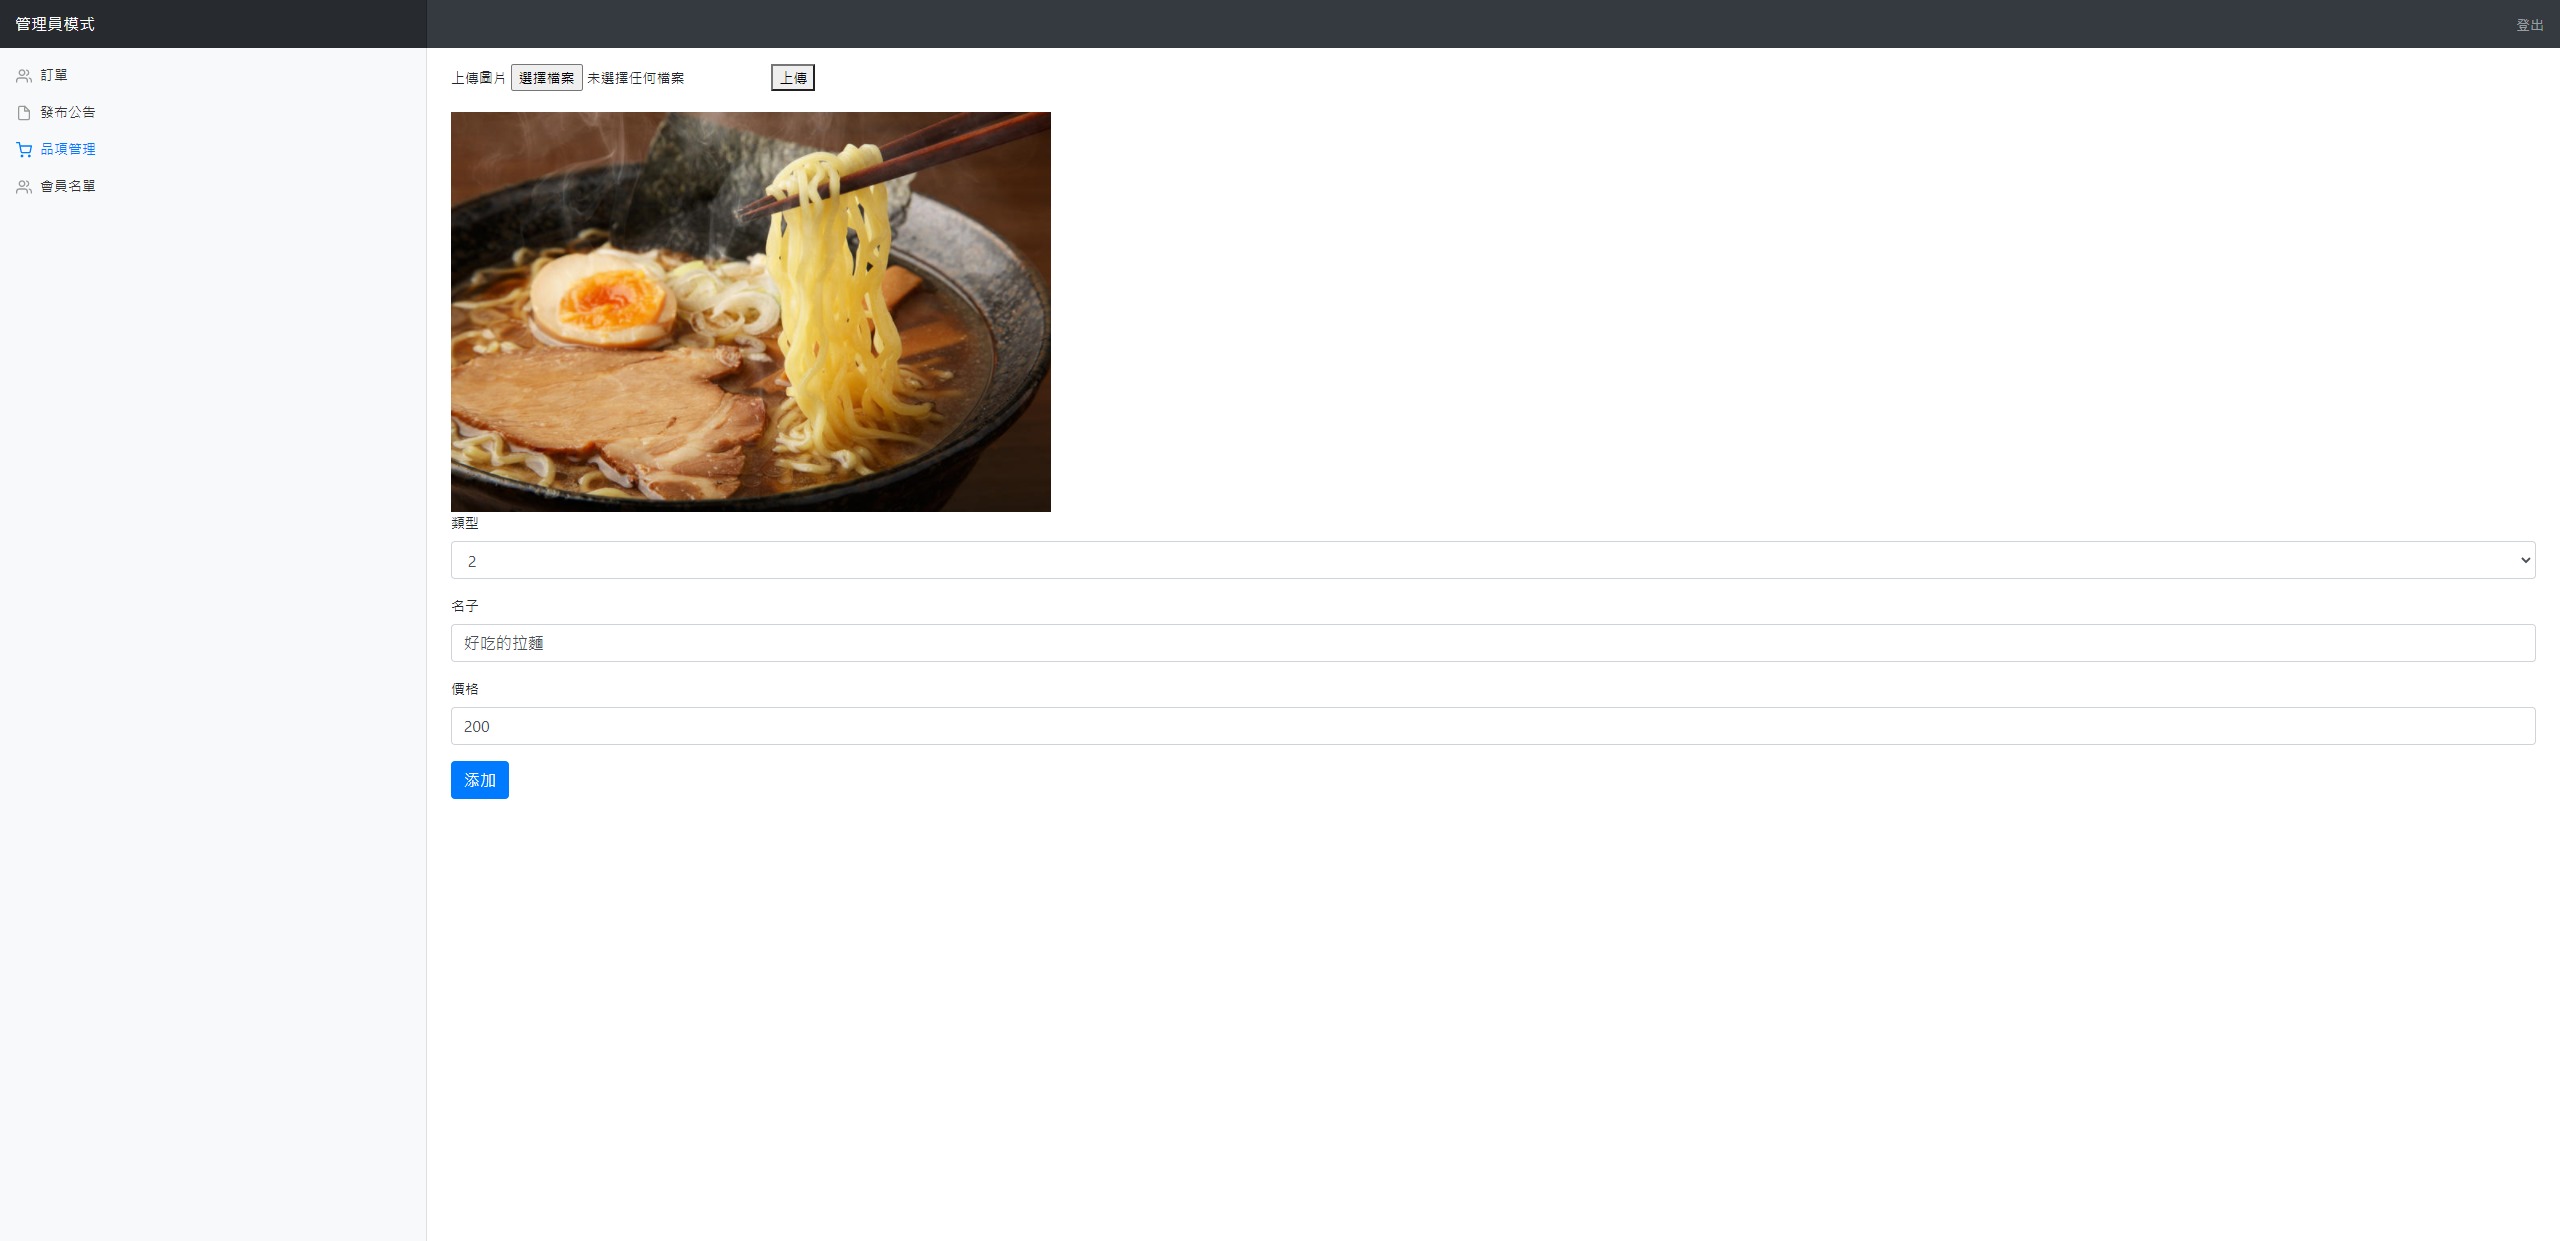 管理員模式
登出
訂單
發布公告
品項管理
會員名單
上傳圖片 選擇檔案 未選擇任何檔案 上傳
類型
2
名子
好吃的拉麵
價格
200
添加